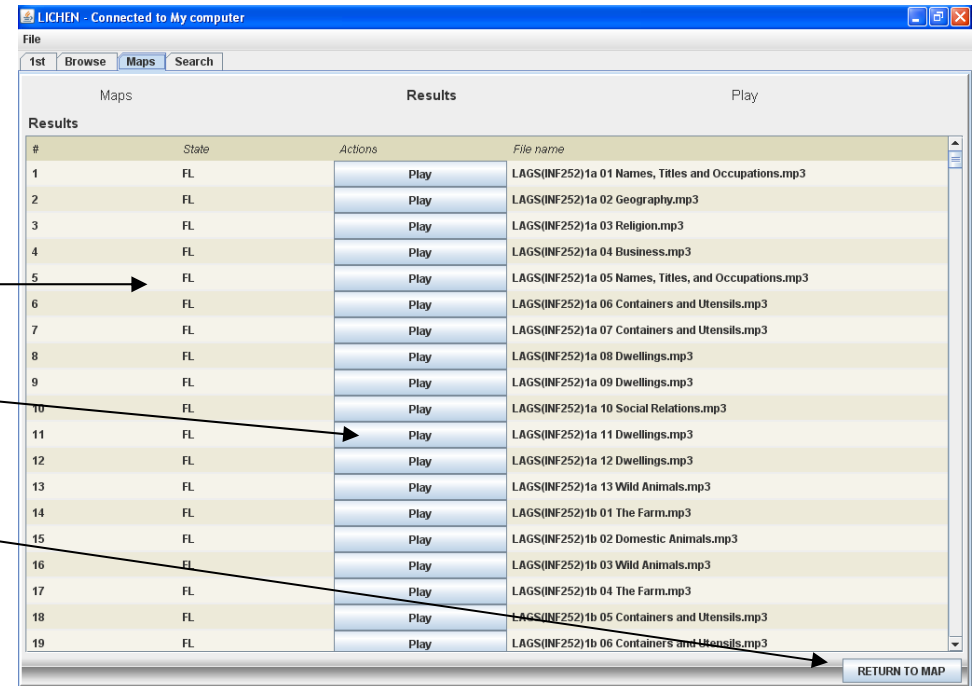 LICHEN - Connected to My computer
File
1st Browse Maps Search
Maps Results Play
Results
# State Actions File name
1 FL Play LAGS(INF252)1a 01 Names, Titles and Occupations.mp3
2 FL Play LAGS(INF252)1a 02 Geography.mp3
3 FL Play LAGS(INF252)1a 03 Religion.mp3
4 FL Play LAGS(INF252)1a 04 Business.mp3
5 FL Play LAGS(INF252)1a 05 Names, Titles, and Occupations.mp3
6 FL Play LAGS(INF252)1a 06 Containers and Utensils.mp3
7 FL Play LAGS(INF252)1a 07 Containers and Utensils.mp3
8 FL Play LAGS(INF252)1a 08 Dwellings.mp3
9 FL Play LAGS(INF252)1a 09 Dwellings.mp3
10 FL Play LAGS(INF252)1a 10 Social Relations.mp3
11 FL Play LAGS(INF252)1a 11 Dwellings.mp3
12 FL Play LAGS(INF252)1a 12 Dwellings.mp3
13 FL Play LAGS(INF252)1a 13 Wild Animals.mp3
14 FL Play LAGS(INF252)1b 01 The Farm.mp3
15 FL Play LAGS(INF252)1b 02 Domestic Animals.mp3
16 FL Play LAGS(INF252)1b 03 Wild Animals.mp3
17 FL Play LAGS(INF252)1b 04 The Farm.mp3
18 FL Play LAGS(INF252)1b 05 Containers and Utensils.mp3
19 FL Play LAGS(INF252)1b 06 Containers and Utensils.mp3
RETURN TO MAP